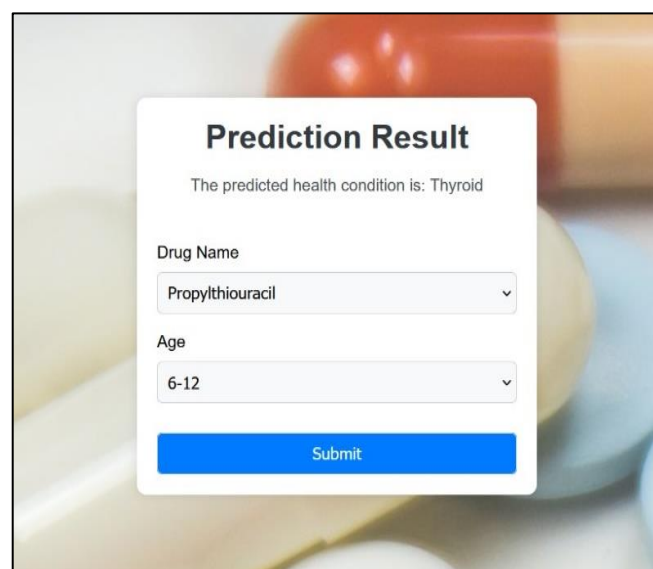 Prediction Result
The predicted health condition is: Thyroid
Drug Name
Propylthiouracil
Age
6-12
Submit